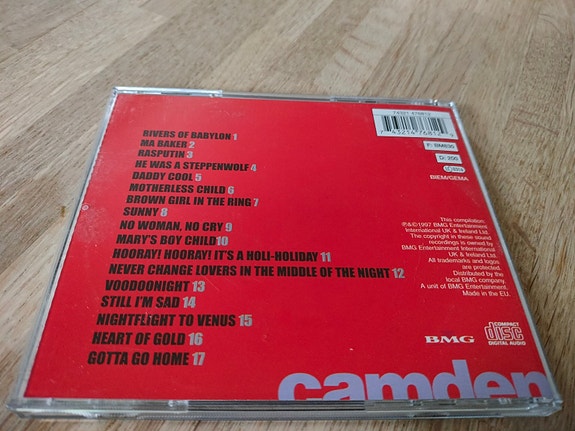 RIVERS OF BABYLON 1
MA BAKER 2
RASPUTIN 3
HE WAS A STEPPENWOLF 4
DADDY COOL 5
MOTHERLESS CHILD 6
BROWN GIRL IN THE RING 7
SUNNY 8
NO WOMAN, NO CRY 9
MARY'S BOY CHILD 10
HOORAY! HOORAY! IT'S A HOLI-HOLIDAY 11
NEVER CHANGE LOVERS IN THE MIDDLE OF THE NIGHT 12
VOODOONIGHT 13
STILL I'M SAD 14
NIGHTFLIGHT TO VENUS 15
HEART OF GOLD 16
GOTTA GO HOME 17
F: BM630
D: 200
BIEM/GEMA
This compilation:
℗&©1997 BMG Entertainment
International UK & Ireland Ltd.
The copyright in these sound
recordings is owned by
BMG Entertainment International
UK & Ireland Ltd.
All trademarks and logos
are protected.
Distributed by the
local BMG company.
A unit of BMG Entertainment.
Made in the EU.
BMG
COMPACT
disc
DIGITAL AUDIO
camden